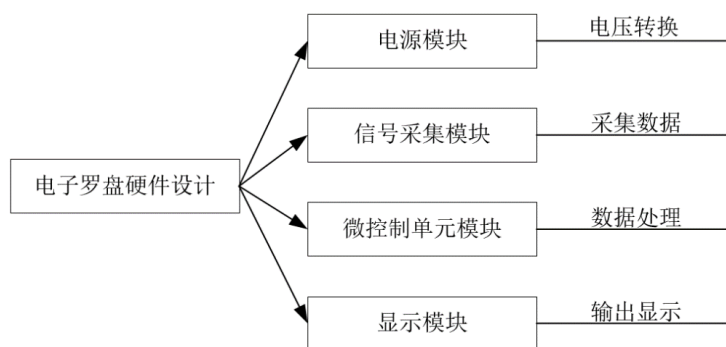 电源模块
电压转换
信号采集模块
采集数据
电子罗盘硬件设计
微控制单元模块
数据处理
显示模块
输出显示